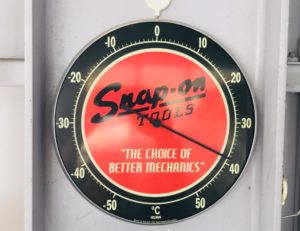 0
-10
10
-20
20
-30
30
-40
40
-50
50
Snap-on
TOOLS
"THE CHOICE OF
BETTER MECHANICS"
°C